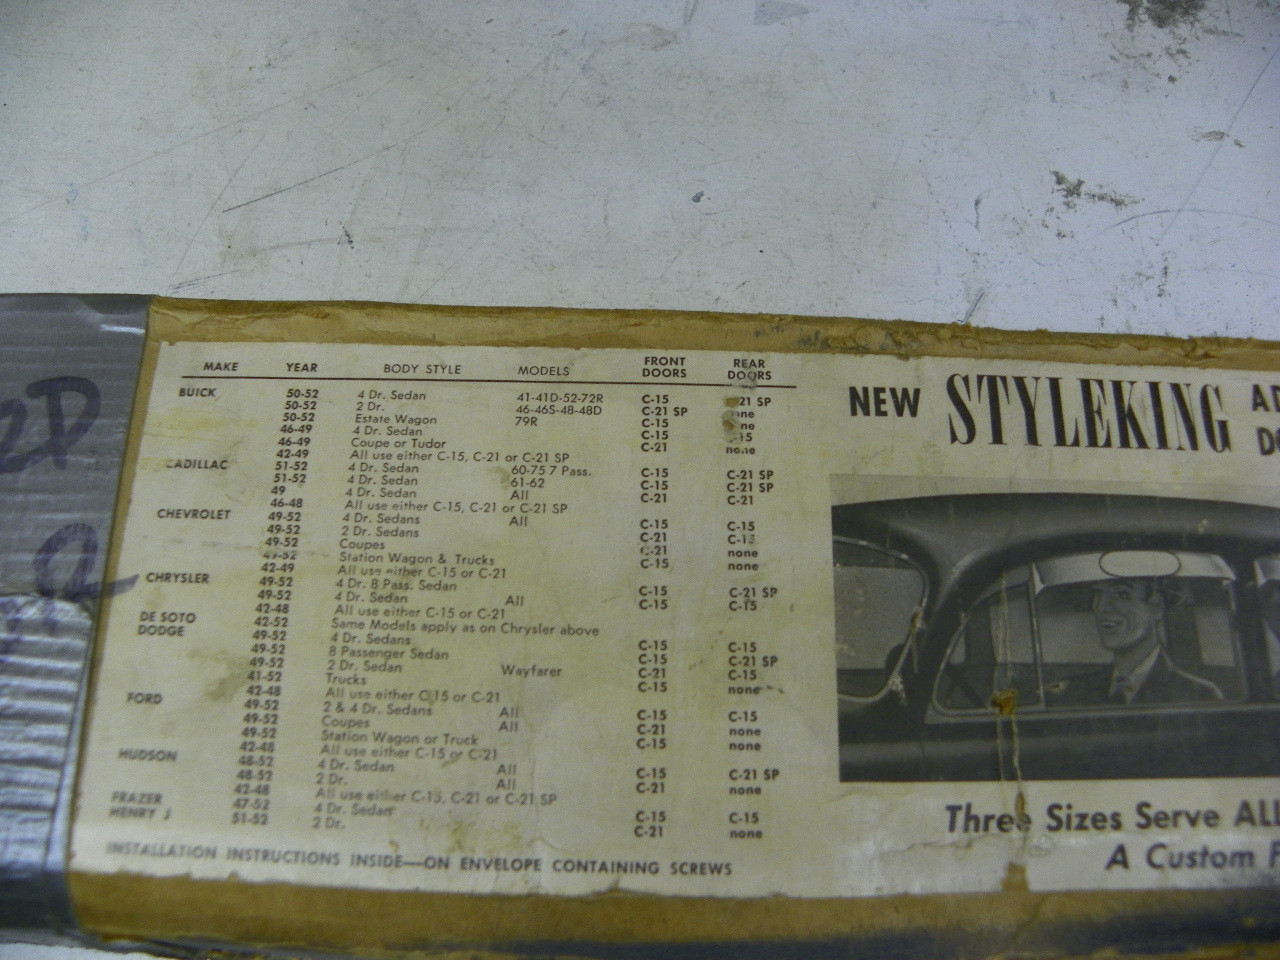 MAKE YEAR BODY STYLE MODELS FRONT DOORS REAR DOORS
BUICK 50-52 4 Dr. Sedan 41-41D-52-72R C-15 21 SP
50-52 2 Dr. 46-46S-48-48D C-21 SP none
50-52 Estate Wagon 79R C-15 none
46-49 4 Dr. Sedan C-15 15
46-49 Coupe or Tudor C-21 none
42-49 All use either C-15, C-21 or C-21 SP
CADILLAC 51-52 4 Dr. Sedan 60-75 7 Pass. C-15 C-21 SP
51-52 4 Dr. Sedan 61-62 C-15 C-21 SP
49 4 Dr. Sedan All C-21 C-21
46-48 All use either C-15, C-21 or C-21 SP
CHEVROLET 49-52 4 Dr. Sedans All C-15 C-15
49-52 2 Dr. Sedans C-21 C-15
49-52 Coupes C-21 none
49-52 Station Wagon & Trucks C-15 none
42-49 All use either C-15 or C-21
CHRYSLER 49-52 4 Dr. 8 Pass. Sedan C-15 C-21 SP
49-52 4 Dr. Sedan All C-15 C-15
42-48 All use either C-15 or C-21
DE SOTO 42-52 Same Models apply as on Chrysler above
DODGE 49-52 4 Dr. Sedans C-15 C-15
49-52 8 Passenger Sedan C-15 C-21 SP
49-52 2 Dr. Sedan Wayfarer C-21 C-15
41-52 Trucks C-15 none
42-48 All use either C-15 or C-21
FORD 49-52 2 & 4 Dr. Sedans All C-15 C-15
49-52 Coupes All C-21 none
49-52 Station Wagon or Truck C-15 none
42-48 All use either C-15 or C-21
HUDSON 48-52 4 Dr. Sedan All C-15 C-21 SP
48-52 2 Dr. All C-21 none
42-48 All use either C-15, C-21 or C-21 SP
FRAZER 47-52 4 Dr. Sedan C-15 C-15
HENRY J 51-52 2 Dr. C-21 none
INSTALLATION INSTRUCTIONS INSIDE—ON ENVELOPE CONTAINING SCREWS
NEW STYLEKING
Three Sizes Serve ALL
A Custom F